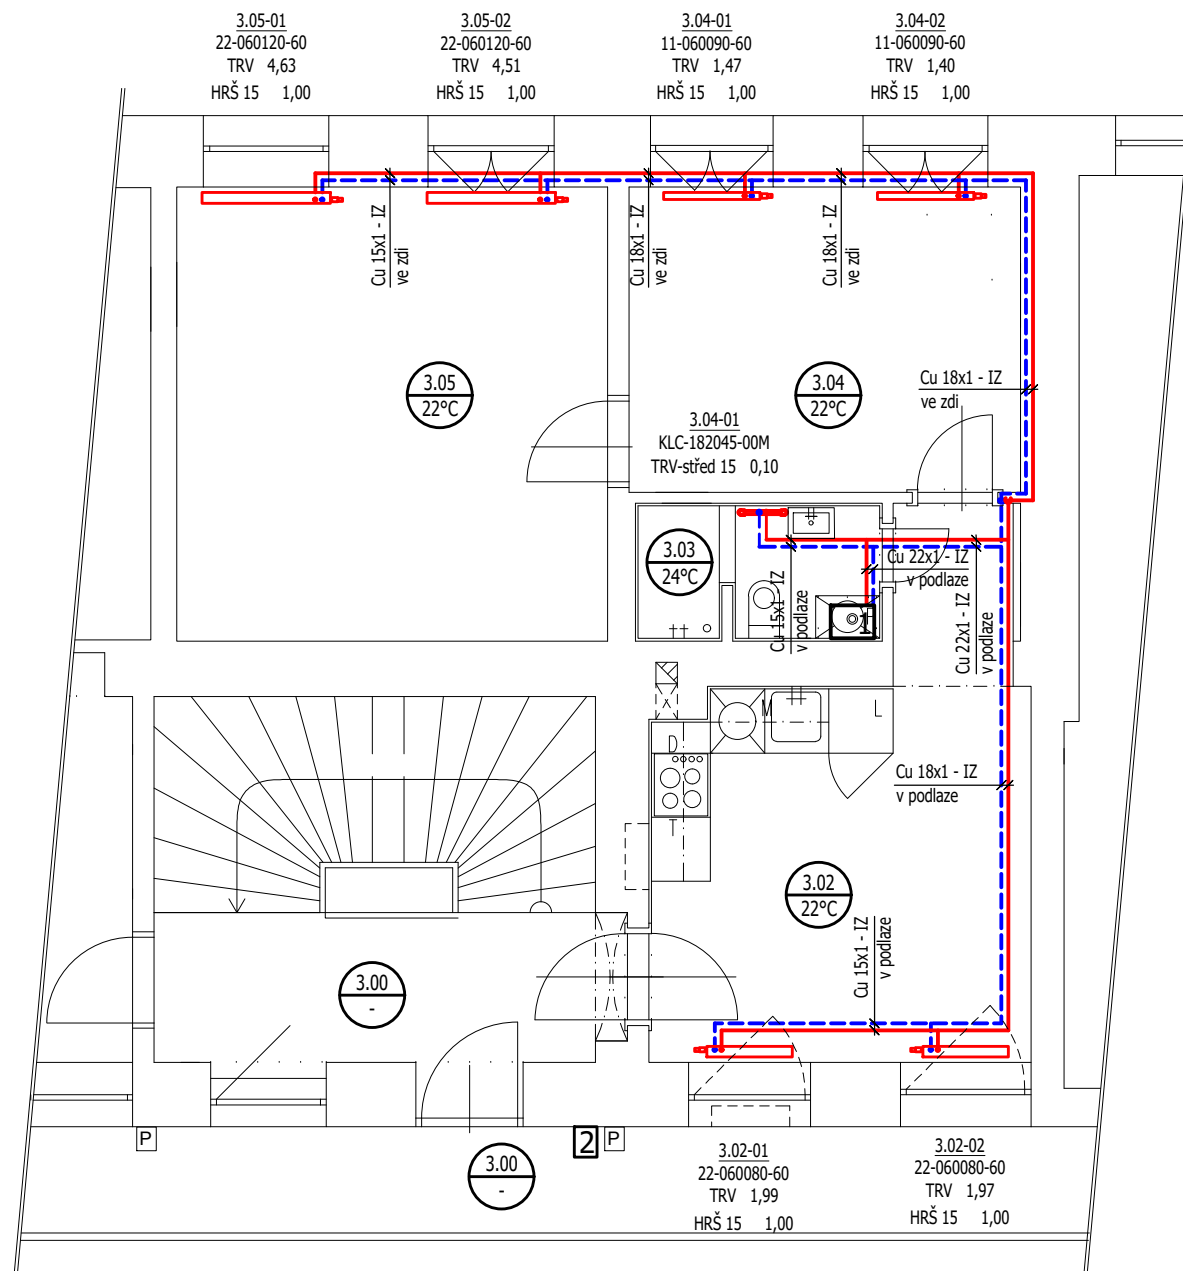 3.05-01
22-060120-60
TRV 4,63
HRŠ 15 1,00
3.05-02
22-060120-60
TRV 4,51
HRŠ 15 1,00
3.04-01
11-060090-60
TRV 1,47
HRŠ 15 1,00
3.04-02
11-060090-60
TRV 1,40
HRŠ 15 1,00
Cu 15x1 - IZ
ve zdi
Cu 18x1 - IZ
ve zdi
Cu 18x1 - IZ
ve zdi
3.05
22°C
3.04
22°C
Cu 18x1 - IZ
ve zdi
3.04-01
KLC-182045-00M
TRV-střed 15 0,10
3.03
24°C
Cu 22x1 - IZ
v podlaze
Cu 15x1 - IZ
v podlaze
Cu 22x1 - IZ
v podlaze
1
M
L
D
T
Cu 18x1 - IZ
v podlaze
3.02
22°C
Cu 15x1 - IZ
v podlaze
3.00
-
P
2
P
3.00
-
3.02-01
22-060080-60
TRV 1,99
HRŠ 15 1,00
3.02-02
22-060080-60
TRV 1,97
HRŠ 15 1,00